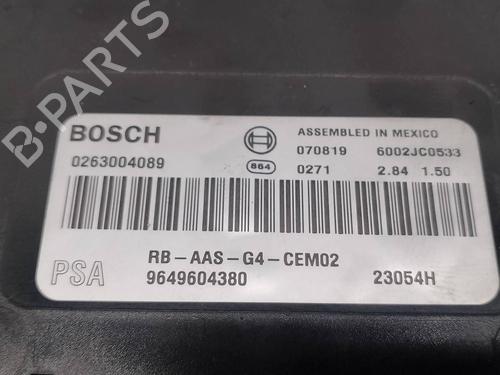 BOSCH
ASSEMBLED IN MEXICO
070819 6002JC0533
0263004089
864 0271 2.84 1.50
RB-AAS-G4-CEM02
PSA 9649604380 23054H
B-PARTS